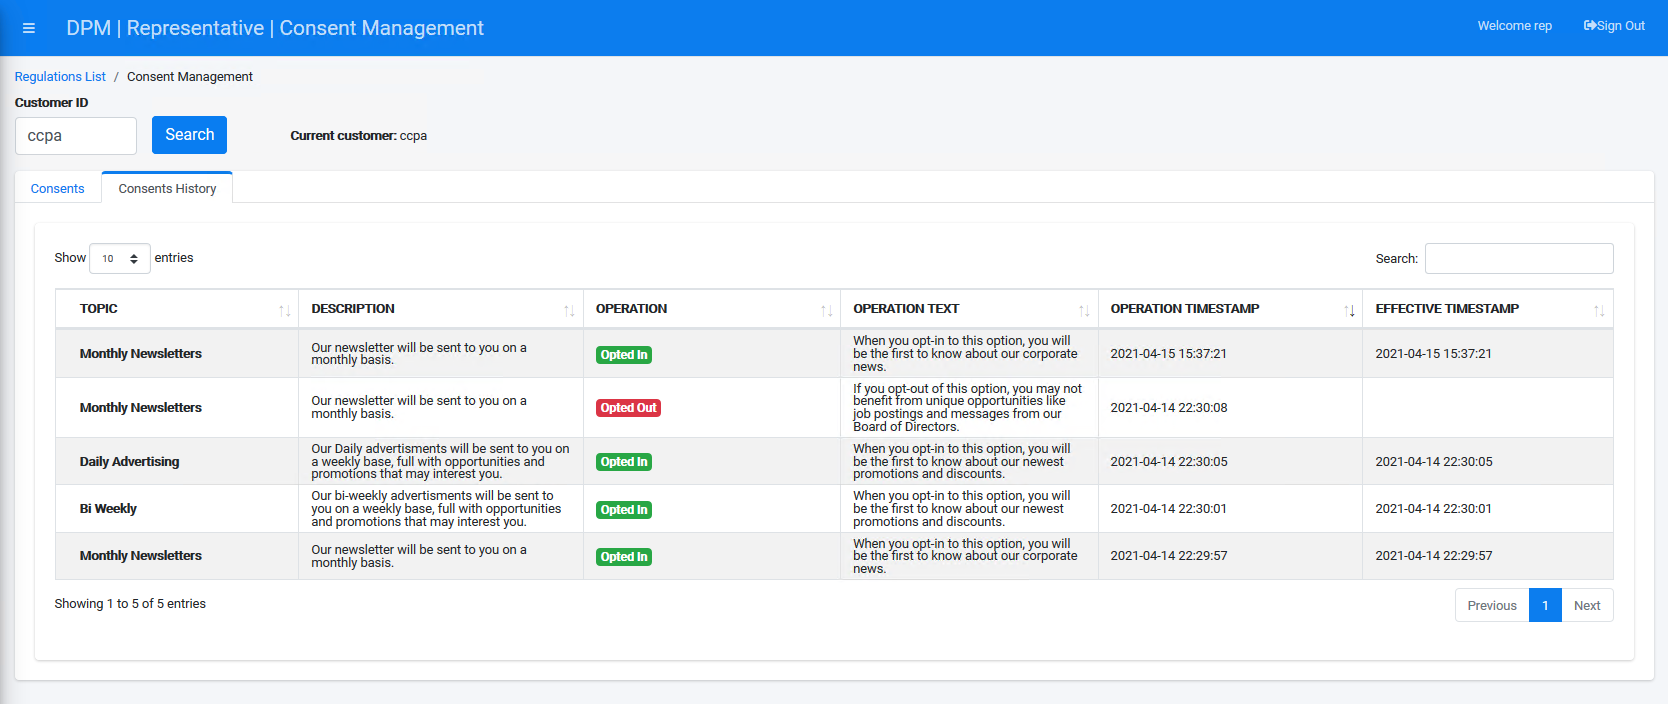 DPM | Representative | Consent Management
Welcome rep
Sign Out
Regulations List / Consent Management
Customer ID
ccpa
Search
Current customer: ccpa
Consents
Consents History
Show 10 entries
Search:
TOPIC
DESCRIPTION
OPERATION
OPERATION TEXT
OPERATION TIMESTAMP
EFFECTIVE TIMESTAMP
Monthly Newsletters
Our newsletter will be sent to you on a
monthly basis.
Opted In
When you opt-in to this option, you will
be the first to know about our corporate
news.
2021-04-15 15:37:21
2021-04-15 15:37:21
Monthly Newsletters
Our newsletter will be sent to you on a
monthly basis.
Opted Out
If you opt-out of this option, you may not
benefit from unique opportunities like
job postings and messages from our
Board of Directors.
2021-04-14 22:30:08
Daily Advertising
Our Daily advertisments will be sent to you on
a weekly base, full with opportunities and
promotions that may interest you.
Opted In
When you opt-in to this option, you will
be the first to know about our newest
promotions and discounts.
2021-04-14 22:30:05
2021-04-14 22:30:05
Bi Weekly
Our bi-weekly advertisments will be sent to
you on a weekly base, full with opportunities
and promotions that may interest you.
Opted In
When you opt-in to this option, you will
be the first to know about our newest
promotions and discounts.
2021-04-14 22:30:01
2021-04-14 22:30:01
Monthly Newsletters
Our newsletter will be sent to you on a
monthly basis.
Opted In
When you opt-in to this option, you will
be the first to know about our corporate
news.
2021-04-14 22:29:57
2021-04-14 22:29:57
Showing 1 to 5 of 5 entries
Previous 1 Next